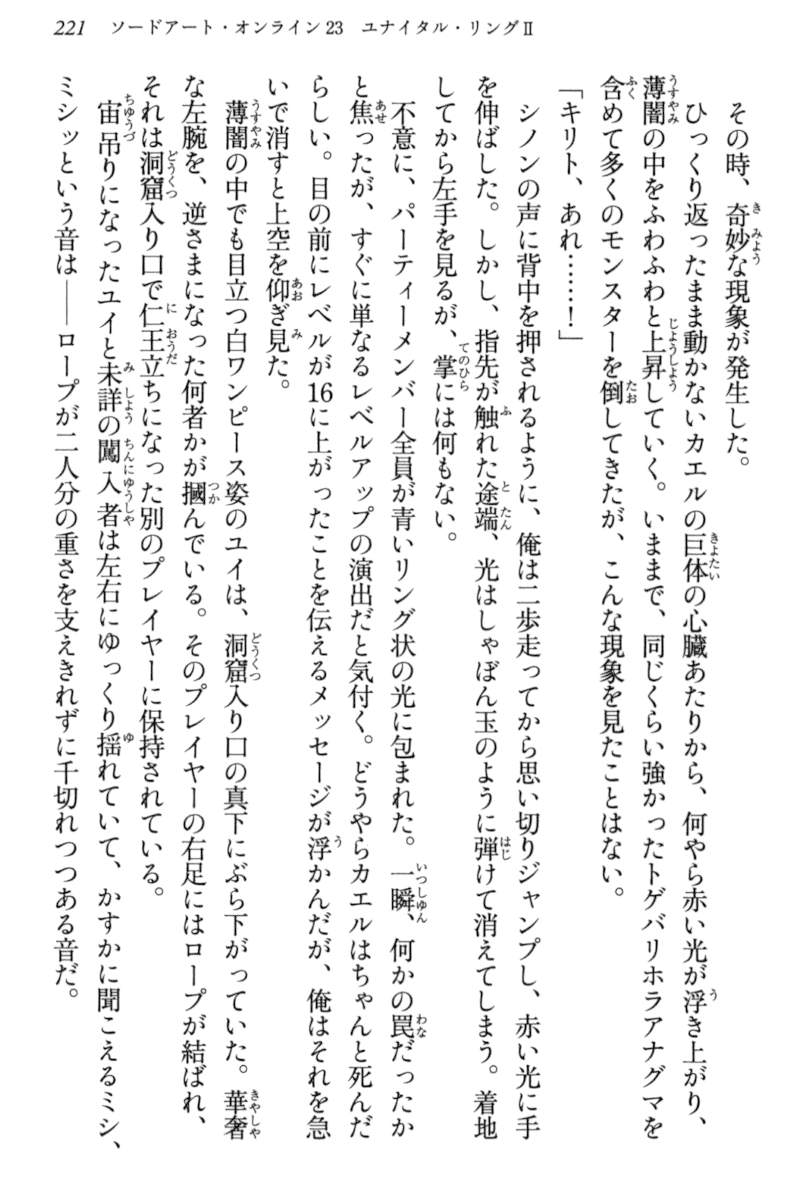 221 ソードアート・オンライン23 ユナイタル・リングⅡ
その時、奇妙な現象が発生した。
ひっくり返ったまま動かないカエルの巨体の心臓あたりから、何やら赤い光が浮き上がり、
薄闇の中をふわふわと上昇していく。いままで、同じくらい強かったトゲバリホラアナグマを
含めて多くのモンスターを倒してきたが、こんな現象を見たことはない。
「キリト、あれ……！」
シノンの声に背中を押されるように、俺は二歩走ってから思い切りジャンプし、赤い光に手
を伸ばした。しかし、指先が触れた途端、光はしゃぼん玉のように弾けて消えてしまう。着地
してから左手を見るが、掌には何もない。
不意に、パーティーメンバー全員が青いリング状の光に包まれた。一瞬、何かの罠だったか
と焦ったが、すぐに単なるレベルアップの演出だと気付く。どうやらカエルはちゃんと死んだ
らしい。目の前にレベルが16に上がったことを伝えるメッセージが浮かんだが、俺はそれを急
いで消すと上空を仰ぎ見た。
薄闇の中でも目立つ白ワンピース姿のユイは、洞窟入り口の真下にぶら下がっていた。華奢
な左腕を、逆さまになった何者かが摑んでいる。そのプレイヤーの右足にはロープが結ばれ、
それは洞窟入り口で仁王立ちになった別のプレイヤーに保持されている。
宙吊りになったユイと未詳の闖入者は左右にゆっくり揺れていて、かすかに聞こえるミシ、
ミシッという音は――ロープが二人分の重さを支えきれずに千切れつつある音だ。